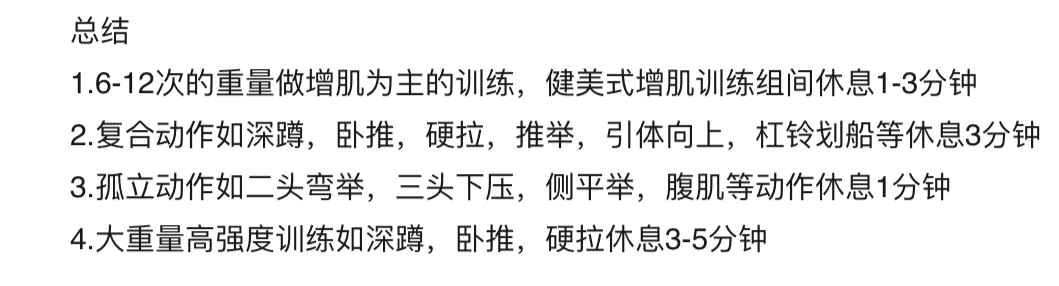 总结
1.6-12次的重量做增肌为主的训练，健美式增肌训练组间休息1-3分钟
2.复合动作如深蹲，卧推，硬拉，推举，引体向上，杠铃划船等休息3分钟
3.孤立动作如二头弯举，三头下压，侧平举，腹肌等动作休息1分钟
4.大重量高强度训练如深蹲，卧推，硬拉休息3-5分钟